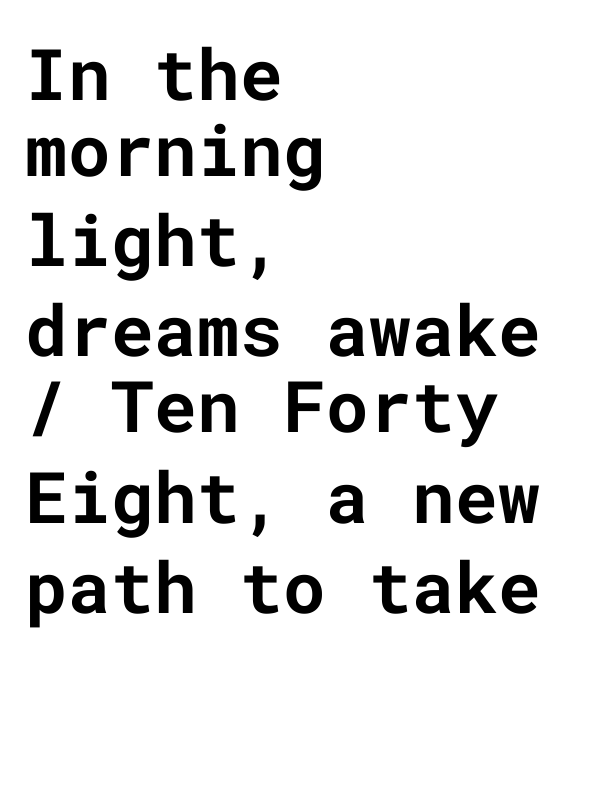 In the
morning
light,
dreams awake
/ Ten Forty
Eight, a new
path to take